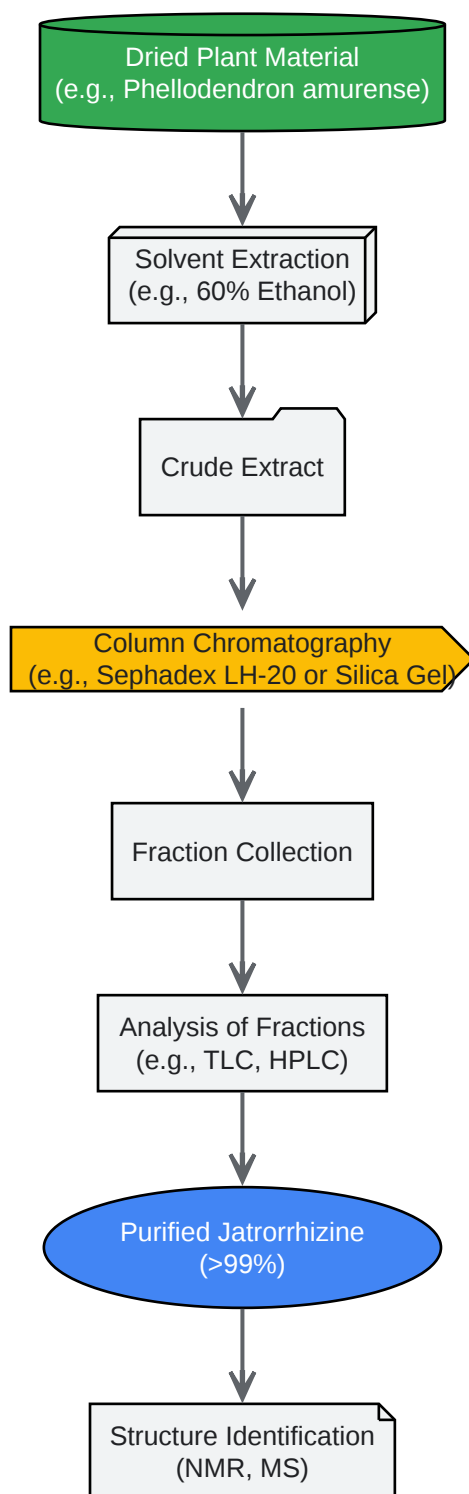 Dried Plant Material
(e.g., Phellodendron amurense)
Solvent Extraction
(e.g., 60% Ethanol)
Crude Extract
Column Chromatography
(e.g., Sephadex LH-20 or Silica Gel)
Fraction Collection
Analysis of Fractions
(e.g., TLC, HPLC)
Purified Jatrorrhizine
(>99%)
Structure Identification
(NMR, MS)